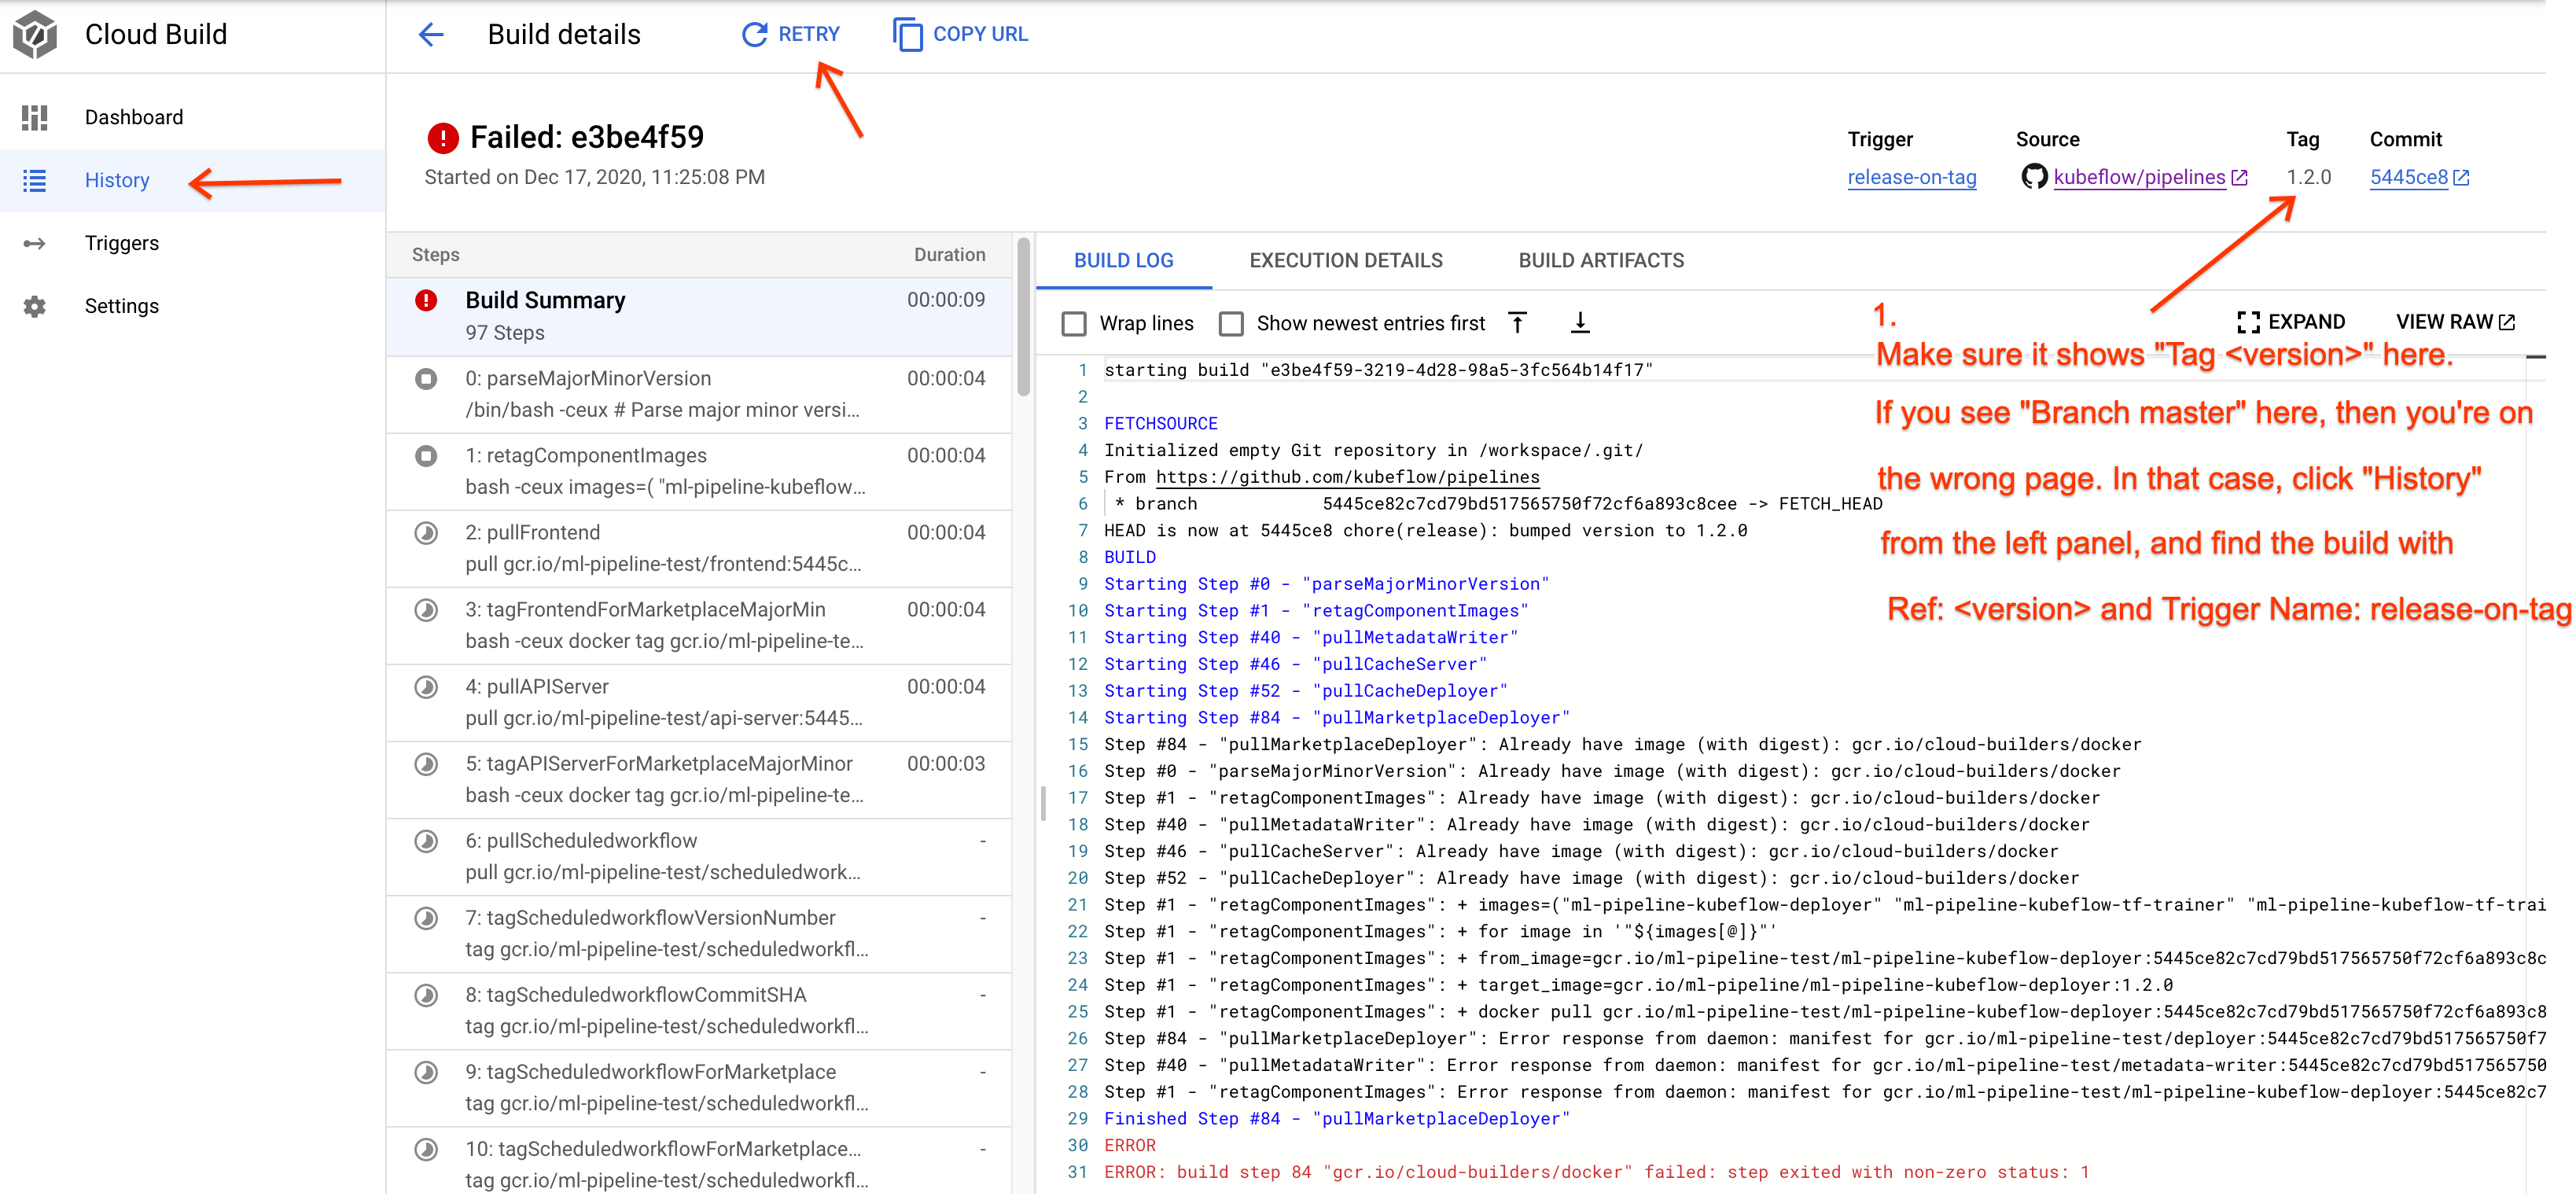 Cloud Build
Build details
RETRY
COPY URL
Dashboard
History
Triggers
Settings
Failed: e3be4f59
Started on Dec 17, 2020, 11:25:08 PM
Trigger
release-on-tag
Source
kubeflow/pipelines
Tag
1.2.0
Commit
5445ce8
Steps Duration
Build Summary 00:00:09
97 Steps
0: parseMajorMinorVersion 00:00:04
/bin/bash -ceux # Parse major minor versi...
1: retagComponentImages 00:00:04
bash -ceux images=( "ml-pipeline-kubeflow...
2: pullFrontend 00:00:04
pull gcr.io/ml-pipeline-test/frontend:5445c...
3: tagFrontendForMarketplaceMajorMin 00:00:04
bash -ceux docker tag gcr.io/ml-pipeline-te...
4: pullAPIServer 00:00:04
pull gcr.io/ml-pipeline-test/api-server:5445...
5: tagAPIServerForMarketplaceMajorMinor 00:00:03
bash -ceux docker tag gcr.io/ml-pipeline-te...
6: pullScheduledworkflow -
pull gcr.io/ml-pipeline-test/scheduledwork...
7: tagScheduledworkflowVersionNumber -
tag gcr.io/ml-pipeline-test/scheduledworkfl...
8: tagScheduledworkflowCommitSHA -
tag gcr.io/ml-pipeline-test/scheduledworkfl...
9: tagScheduledworkflowForMarketplace -
tag gcr.io/ml-pipeline-test/scheduledworkfl...
10: tagScheduledworkflowForMarketplace... -
tag gcr.io/ml-pipeline-test/scheduledworkfl...
BUILD LOG
EXECUTION DETAILS
BUILD ARTIFACTS
Wrap lines
Show newest entries first
EXPAND
VIEW RAW
1.
Make sure it shows "Tag <version>" here.
If you see "Branch master" here, then you're on
the wrong page. In that case, click "History"
from the left panel, and find the build with
Ref: <version> and Trigger Name: release-on-tag
1 starting build "e3be4f59-3219-4d28-98a5-3fc564b14f17"
2
3 FETCHSOURCE
4 Initialized empty Git repository in /workspace/.git/
5 From https://github.com/kubeflow/pipelines
6 * branch 5445ce82c7cd79bd517565750f72cf6a893c8cee -> FETCH_HEAD
7 HEAD is now at 5445ce8 chore(release): bumped version to 1.2.0
8 BUILD
9 Starting Step #0 - "parseMajorMinorVersion"
10 Starting Step #1 - "retagComponentImages"
11 Starting Step #40 - "pullMetadataWriter"
12 Starting Step #46 - "pullCacheServer"
13 Starting Step #52 - "pullCacheDeployer"
14 Starting Step #84 - "pullMarketplaceDeployer"
15 Step #84 - "pullMarketplaceDeployer": Already have image (with digest): gcr.io/cloud-builders/docker
16 Step #0 - "parseMajorMinorVersion": Already have image (with digest): gcr.io/cloud-builders/docker
17 Step #1 - "retagComponentImages": Already have image (with digest): gcr.io/cloud-builders/docker
18 Step #40 - "pullMetadataWriter": Already have image (with digest): gcr.io/cloud-builders/docker
19 Step #46 - "pullCacheServer": Already have image (with digest): gcr.io/cloud-builders/docker
20 Step #52 - "pullCacheDeployer": Already have image (with digest): gcr.io/cloud-builders/docker
21 Step #1 - "retagComponentImages": + images=("ml-pipeline-kubeflow-deployer" "ml-pipeline-kubeflow-tf-trainer" "ml-pipeline-kubeflow-tf-trai
22 Step #1 - "retagComponentImages": + for image in '"${images[@]}"'
23 Step #1 - "retagComponentImages": + from_image=gcr.io/ml-pipeline-test/ml-pipeline-kubeflow-deployer:5445ce82c7cd79bd517565750f72cf6a893c8c
24 Step #1 - "retagComponentImages": + target_image=gcr.io/ml-pipeline/ml-pipeline-kubeflow-deployer:1.2.0
25 Step #1 - "retagComponentImages": + docker pull gcr.io/ml-pipeline-test/ml-pipeline-kubeflow-deployer:5445ce82c7cd79bd517565750f72cf6a893c8
26 Step #84 - "pullMarketplaceDeployer": Error response from daemon: manifest for gcr.io/ml-pipeline-test/deployer:5445ce82c7cd79bd517565750f7
27 Step #40 - "pullMetadataWriter": Error response from daemon: manifest for gcr.io/ml-pipeline-test/metadata-writer:5445ce82c7cd79bd517565750
28 Step #1 - "retagComponentImages": Error response from daemon: manifest for gcr.io/ml-pipeline-test/ml-pipeline-kubeflow-deployer:5445ce82c7
29 Finished Step #84 - "pullMarketplaceDeployer"
30 ERROR
31 ERROR: build step 84 "gcr.io/cloud-builders/docker" failed: step exited with non-zero status: 1